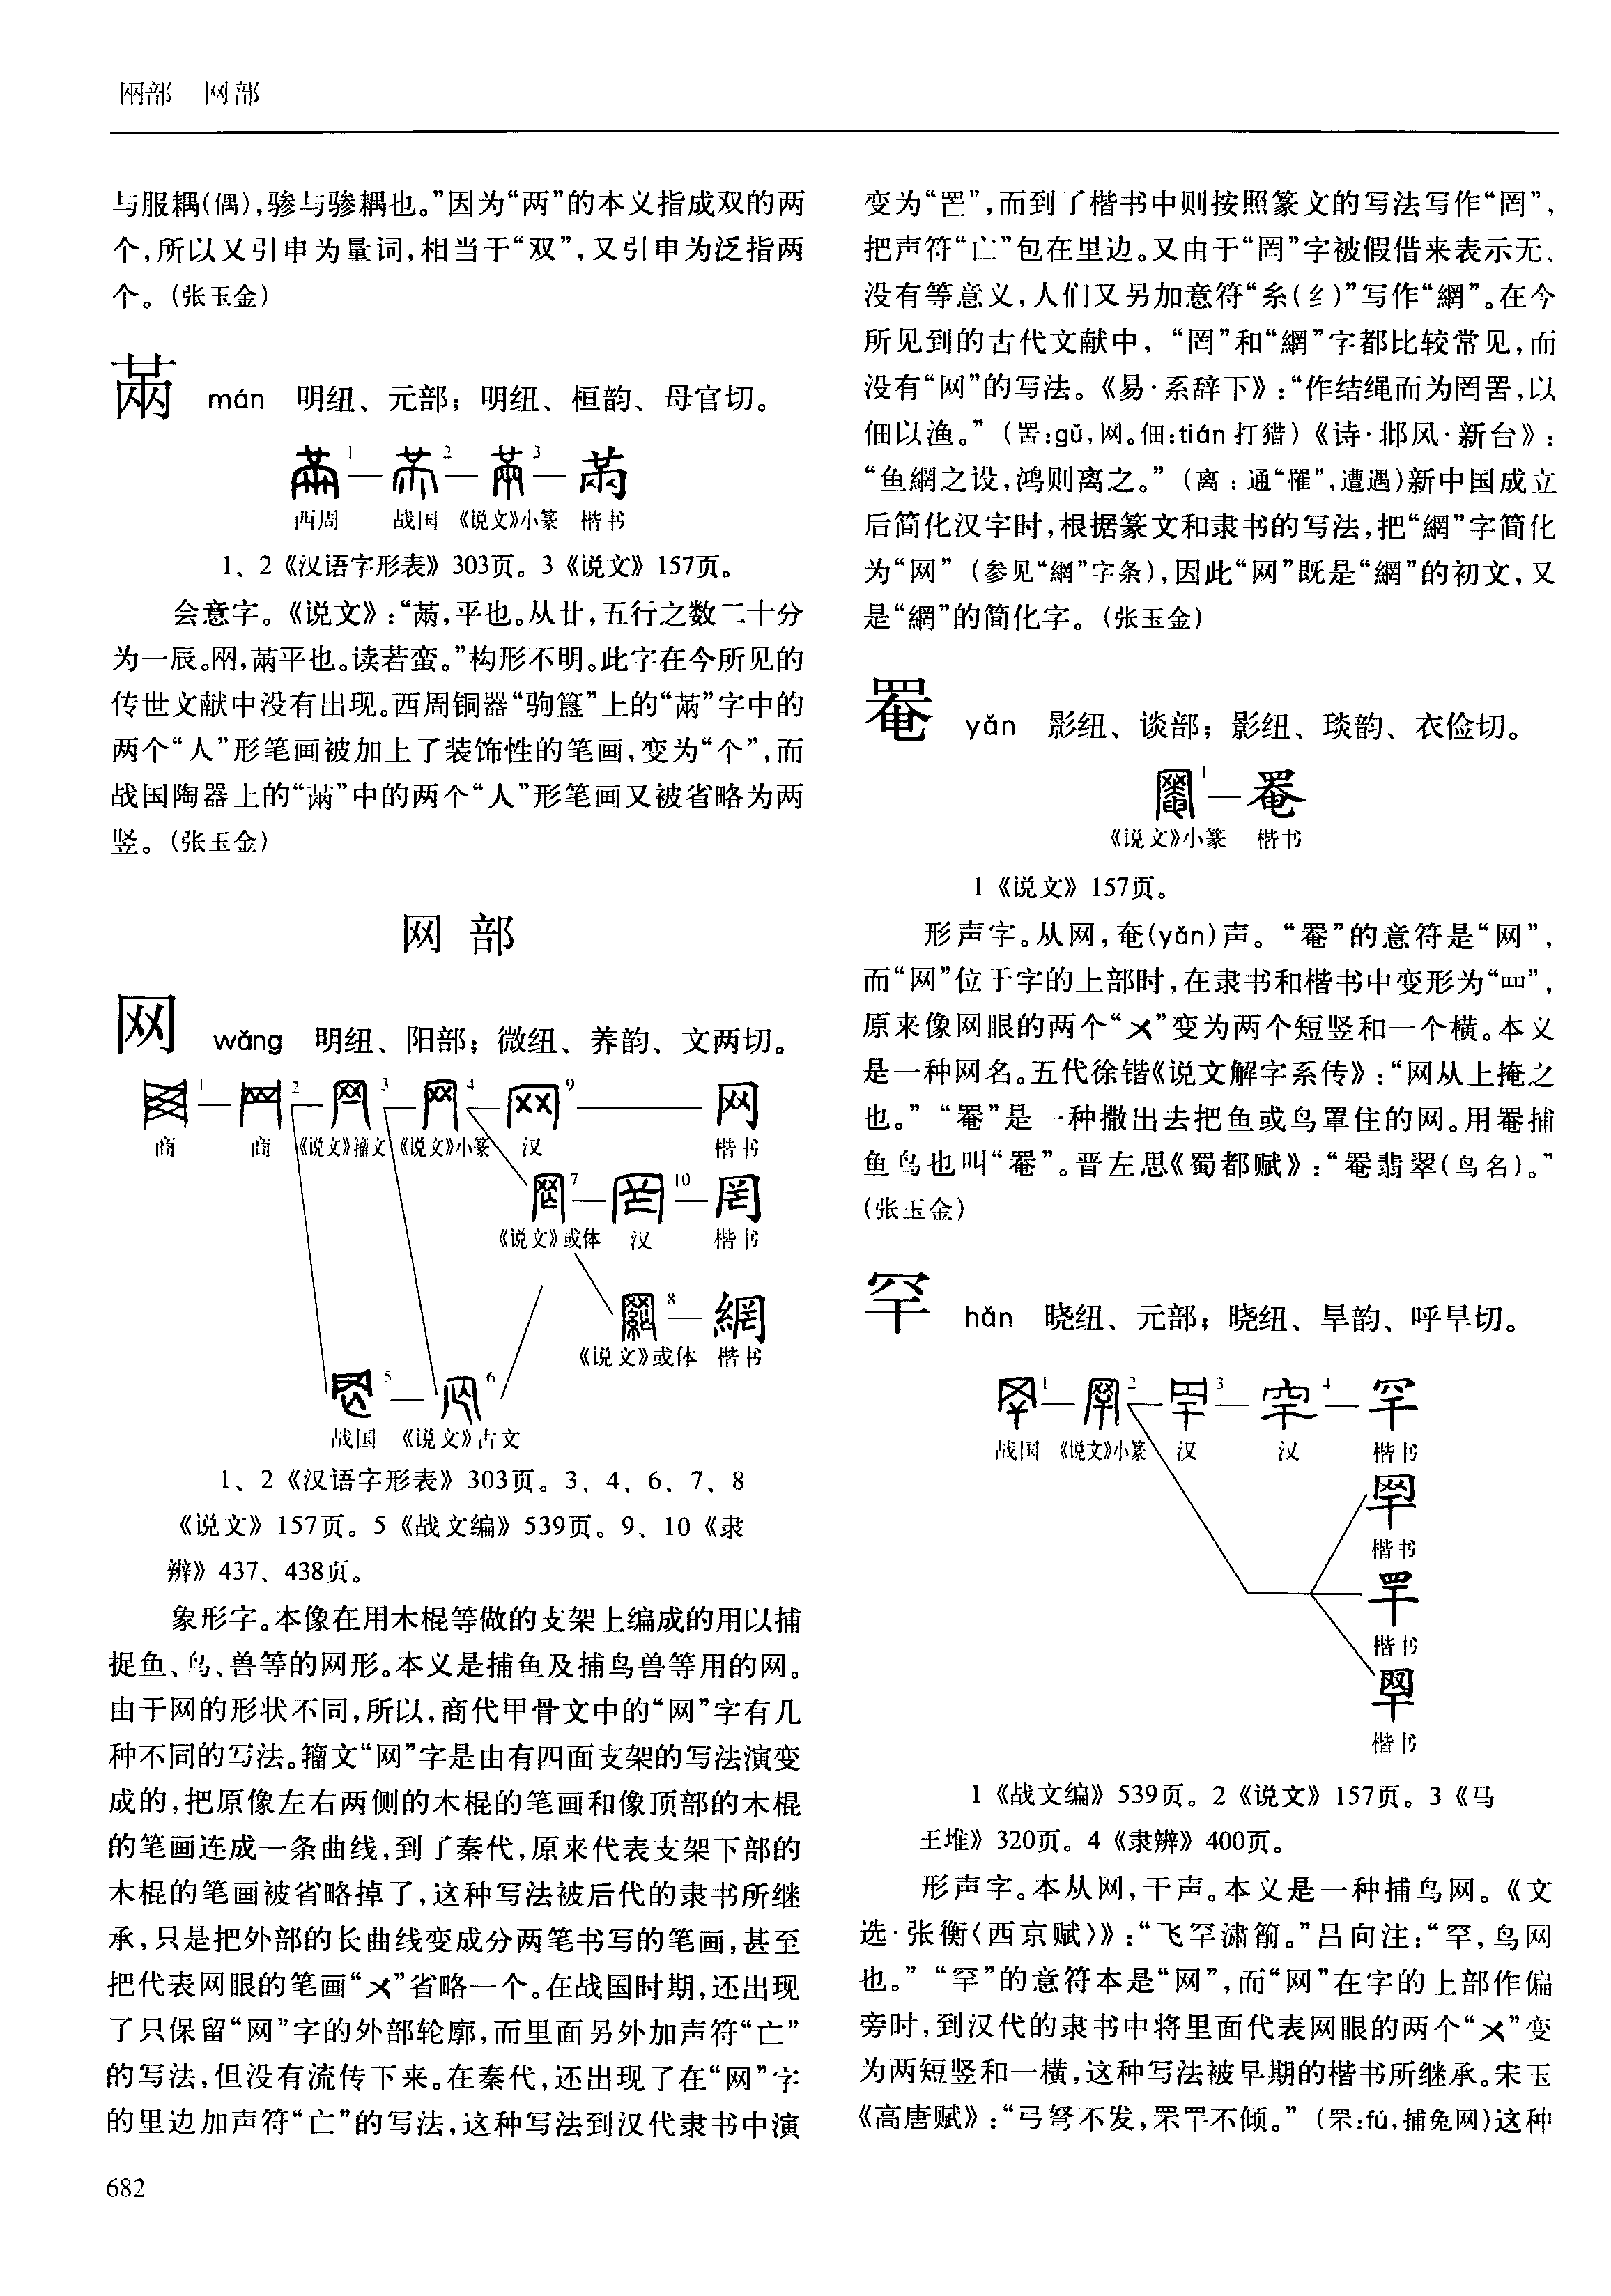 㒳部　网部
与服耦(偶),骖与骖耦也。”因为“两”的本义指成双的两
个,所以又引申为量词,相当于“双”,又引申为泛指两
个。(张玉金)
㒼　mán　明纽、元部；明纽、桓韵、母官切。
1—2—3—㒼
西周　战国　《说文》小篆　楷书
1、2《汉语字形表》303页。3《说文》157页。
会意字。《说文》:“㒼,平也。从廿,五行之数二十分
为一辰。㒳,㒼平也。读若蛮。”构形不明。此字在今所见的
传世文献中没有出现。西周铜器“驹簋”上的“㒼”字中的
两个“人”形笔画被加上了装饰性的笔画,变为“个”,而
战国陶器上的“㒼”中的两个“人”形笔画又被省略为两
竖。(张玉金)
网部
网　wǎng　明纽、阳部；微纽、养韵、文两切。
1—2—3—4—9—网
商　商　《说文》籀文　《说文》小篆　汉　楷书
7—10—罔
《说文》或体　汉　楷书
8—網
《说文》或体　楷书
5—6
战国　《说文》古文
1、2《汉语字形表》303页。3、4、6、7、8
《说文》157页。5《战文编》539页。9、10《隶
辨》437、438页。
象形字。本像在用木棍等做的支架上编成的用以捕
捉鱼、鸟、兽等的网形。本义是捕鱼及捕鸟兽等用的网。
由于网的形状不同,所以,商代甲骨文中的“网”字有几
种不同的写法。籀文“网”字是由有四面支架的写法演变
成的,把原像左右两侧的木棍的笔画和像顶部的木棍
的笔画连成一条曲线,到了秦代,原来代表支架下部的
木棍的笔画被省略掉了,这种写法被后代的隶书所继
承,只是把外部的长曲线变成分两笔书写的笔画,甚至
把代表网眼的笔画“㐅”省略一个。在战国时期,还出现
了只保留“网”字的外部轮廓,而里面另外加声符“亡”
的写法,但没有流传下来。在秦代,还出现了在“网”字
的里边加声符“亡”的写法,这种写法到汉代隶书中演
682
变为“䍏”,而到了楷书中则按照篆文的写法写作“罔”,
把声符“亡”包在里边。又由于“罔”字被假借来表示无、
没有等意义,人们又另加意符“糸(纟)”写作“網”。在今
所见到的古代文献中,“罔”和“網”字都比较常见,而
没有“网”的写法。《易·系辞下》:“作结绳而为罔罟,以
佃以渔。”(罟:gǔ,网。佃:tián打猎)《诗·邶风·新台》:
“鱼網之设,鸿则离之。”(离：通“罹”,遭遇)新中国成立
后简化汉字时,根据篆文和隶书的写法,把“網”字简化
为“网”(参见“網”字条),因此“网”既是“網”的初文,又
是“網”的简化字。(张玉金)
罨　yǎn　影纽、谈部；影纽、琰韵、衣俭切。
1—罨
《说文》小篆　楷书
1《说文》157页。
形声字。从网,奄(yǎn)声。“罨”的意符是“网”,
而“网”位于字的上部时,在隶书和楷书中变形为“罒”,
原来像网眼的两个“㐅”变为两个短竖和一个横。本义
是一种网名。五代徐锴《说文解字系传》:“网从上掩之
也。”“罨”是一种撒出去把鱼或鸟罩住的网。用罨捕
鱼鸟也叫“罨”。晋左思《蜀都赋》:“罨翡翠(鸟名)。”
(张玉金)
罕　hǎn　晓纽、元部；晓纽、旱韵、呼旱切。
1—2—3—4—罕
战国　《说文》小篆　汉　汉　楷书
楷书
楷书
楷书
1《战文编》539页。2《说文》157页。3《马
王堆》320页。4《隶辨》400页。
形声字。本从网,干声。本义是一种捕鸟网。《文
选·张衡〈西京赋〉》:“飞罕潚箾。”吕向注:“罕,鸟网
也。”“罕”的意符本是“网”,而“网”在字的上部作偏
旁时,到汉代的隶书中将里面代表网眼的两个“㐅”变
为两短竖和一横,这种写法被早期的楷书所继承。宋玉
《高唐赋》:“弓弩不发,罘罕不倾。”(罘:fú,捕兔网)这种